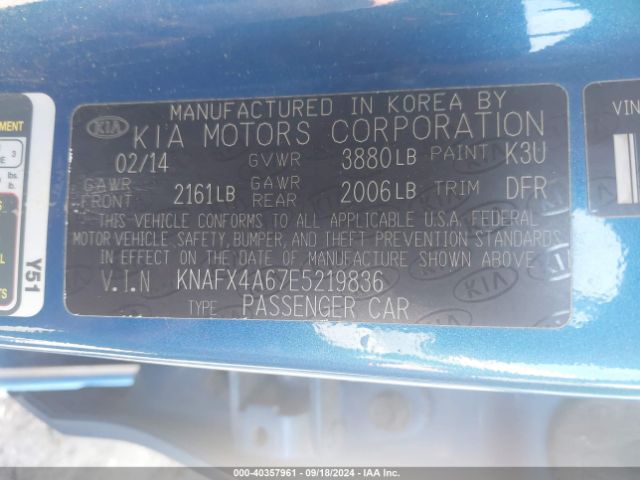 MANUFACTURED IN KOREA BY
KIA KIA MOTORS CORPORATION
02/14 GVWR 3880LB PAINT K3U
GAWR FRONT 2161LB GAWR REAR 2006LB TRIM DFR
THIS VEHICLE CONFORMS TO ALL APPLICABLE U.S.A. FEDERAL
MOTOR VEHICLE, SAFETY, BUMPER, AND THEFT PREVENTION STANDARDS
IN EFFECT ON THE DATE OF MANUFACTURE SHOWN ABOVE
V.I.N KNAFX4A67E5219836
TYPE PASSENGER CAR
Y51
VIN
000-40357961 - 09/18/2024 - IAA Inc.